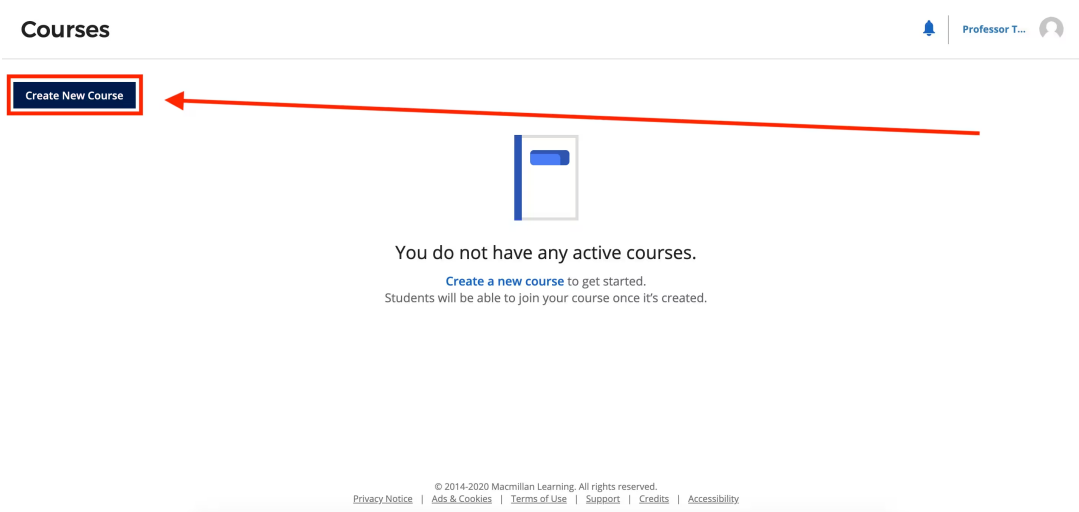 Courses
Professor T...
Create New Course
You do not have any active courses.
Create a new course to get started.
Students will be able to join your course once it's created.
© 2014-2020 Macmillan Learning. All rights reserved.
Privacy Notice | Ads & Cookies | Terms of Use | Support | Credits | Accessibility